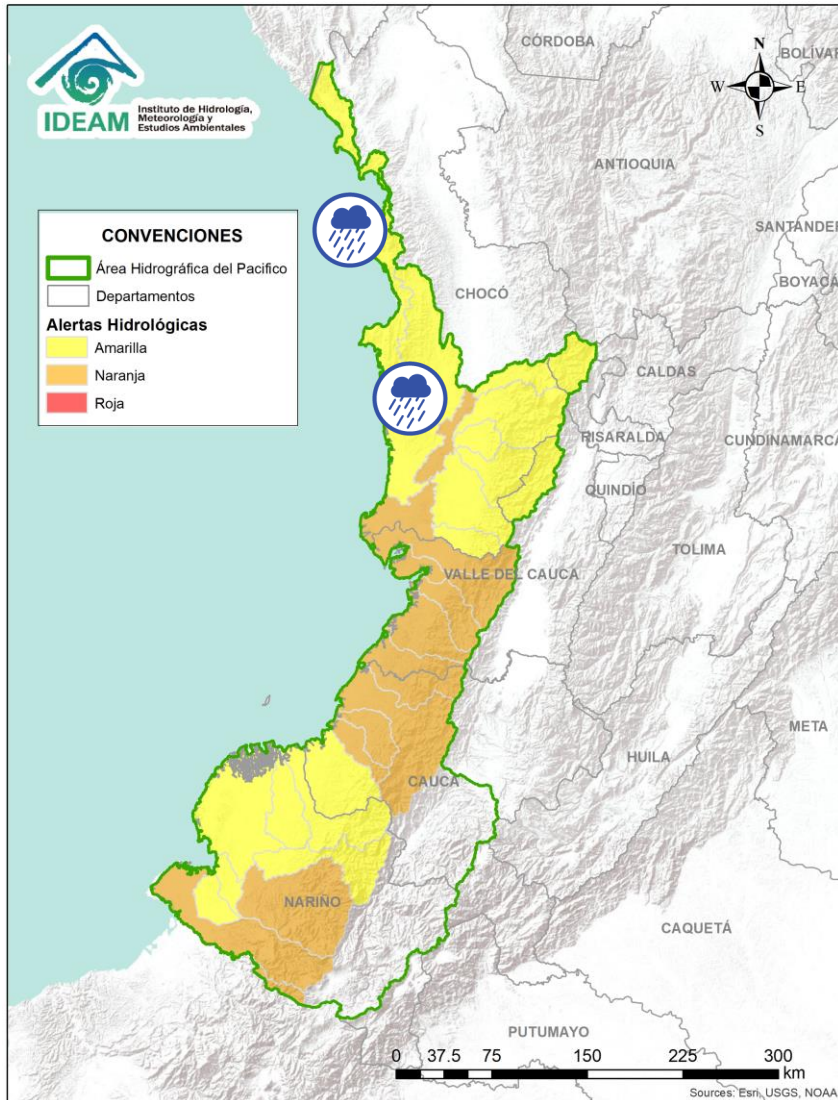 IDEAM
Instituto de Hidrología,
Meteorología y
Estudios Ambientales
CÓRDOBA
BOLÍVAR
N
W
E
S
ANTIOQUIA
SANTANDER
BOYACÁ
CONVENCIONES
Área Hidrográfica del Pacifico
Departamentos
Alertas Hidrológicas
Amarilla
Naranja
Roja
CHOCÓ
CALDAS
RISARALDA
CUNDINAMARCA
QUINDÍO
TOLIMA
VALLE DEL CAUCA
META
HUILA
CAUCA
NARIÑO
CAQUETÁ
PUTUMAYO
0 37.5 75 150 225 300
km
Sources: Esri, USGS, NOAA